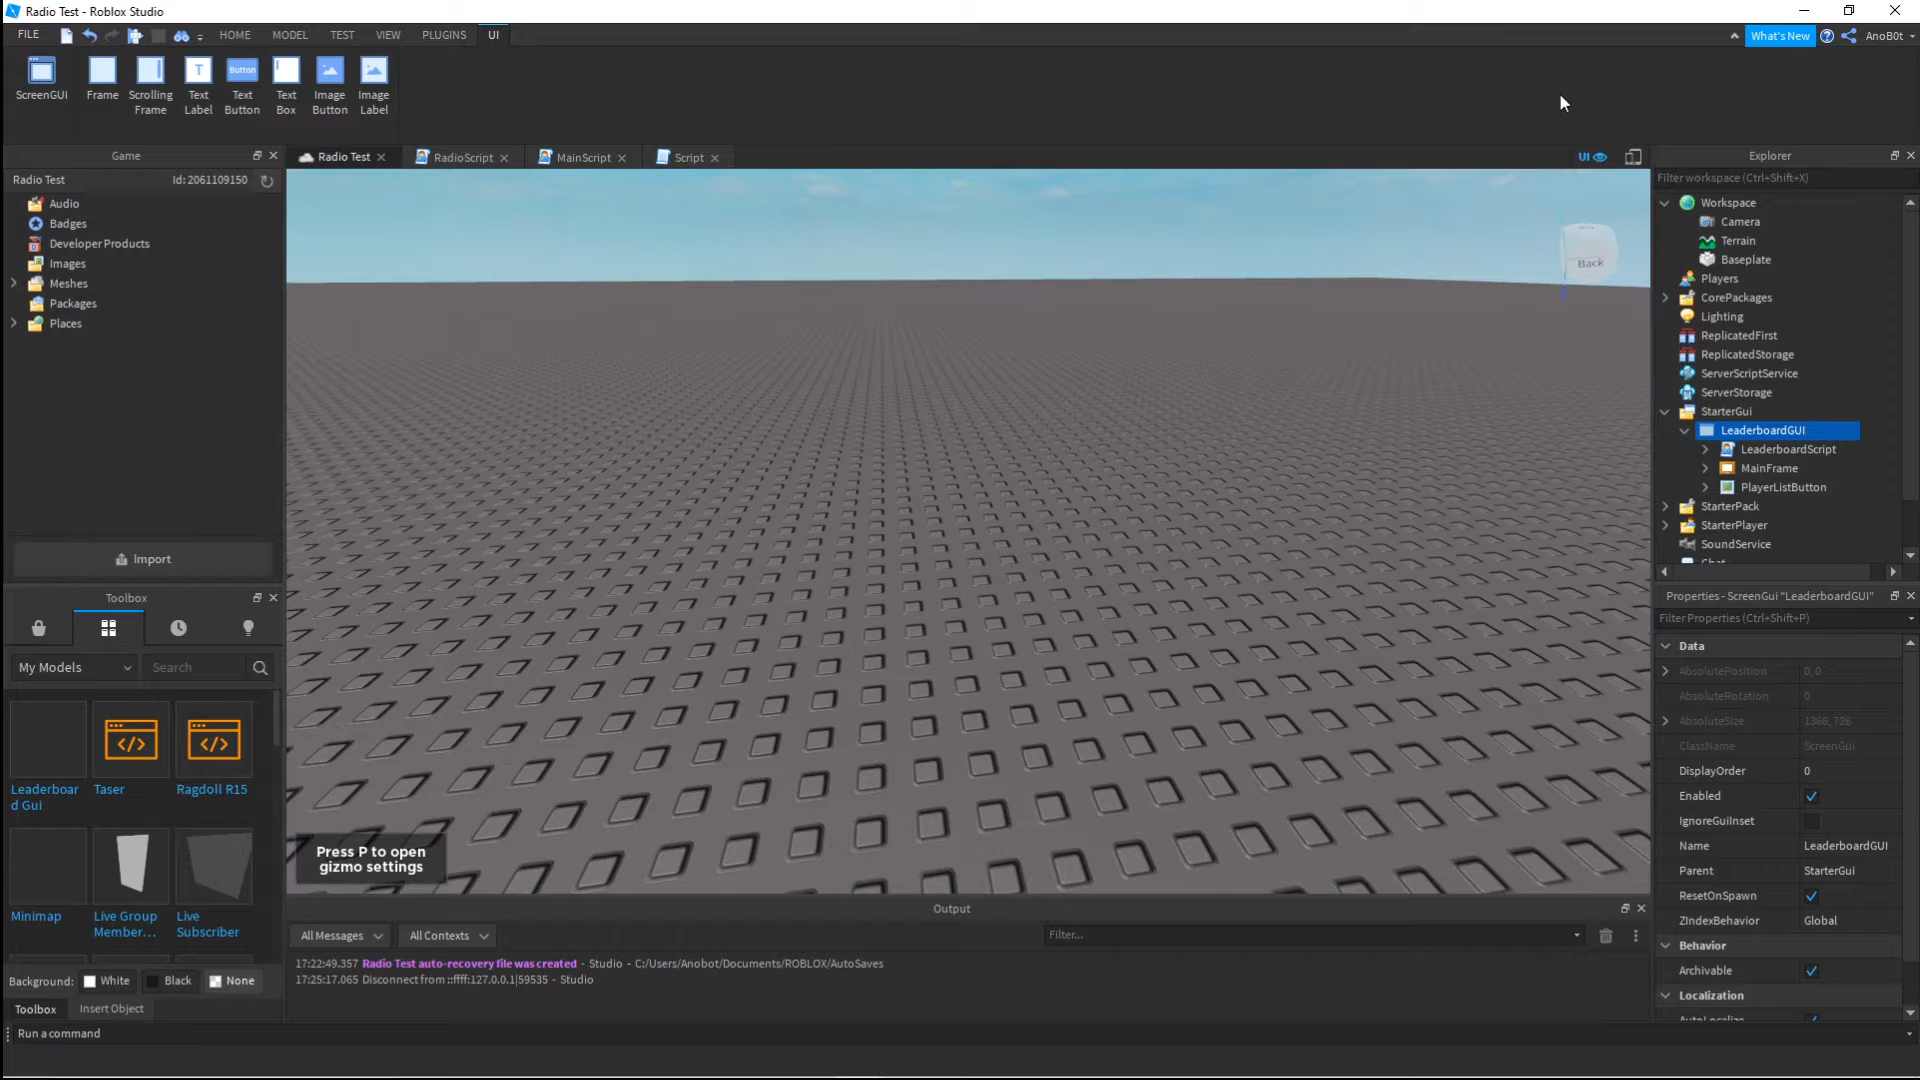 Radio Test - Roblox Studio
FILE HOME MODEL TEST VIEW PLUGINS UI
What's New AnoB0t
ScreenGUI
Frame
Scrolling
Frame
Text
Label
Button
Text
Button
Text
Box
Image
Button
Image
Label
Game
Radio Test Id: 2061109150
Audio
Badges
Developer Products
Images
Meshes
Packages
Places
Import
Radio Test RadioScript MainScript Script UI
Back
Press P to open
gizmo settings
Explorer
Filter workspace (Ctrl+Shift+X)
Workspace
Camera
Terrain
Baseplate
Players
CorePackages
Lighting
ReplicatedFirst
ReplicatedStorage
ServerScriptService
ServerStorage
StarterGui
LeaderboardGUI
LeaderboardScript
MainFrame
PlayerListButton
StarterPack
StarterPlayer
SoundService
Chat
Toolbox
My Models Search
Leaderboar
d Gui
Taser
Ragdoll R15
Minimap
Live Group
Member...
Live
Subscriber
Background: White Black None
Toolbox Insert Object
Run a command
Output
All Messages All Contexts Filter...
17:22:49.357 Radio Test auto-recovery file was created - Studio - C:/Users/Anobot/Documents/ROBLOX/AutoSaves
17:25:17.065 Disconnect from ::ffff:127.0.0.1|59535 - Studio
Properties - ScreenGui "LeaderboardGUI"
Filter Properties (Ctrl+Shift+P)
Data
AbsolutePosition 0, 0
AbsoluteRotation 0
AbsoluteSize 1366, 726
ClassName ScreenGui
DisplayOrder 0
Enabled
IgnoreGuiInset
Name LeaderboardGUI
Parent StarterGui
ResetOnSpawn
ZIndexBehavior Global
Behavior
Archivable
Localization
AutoLocalize